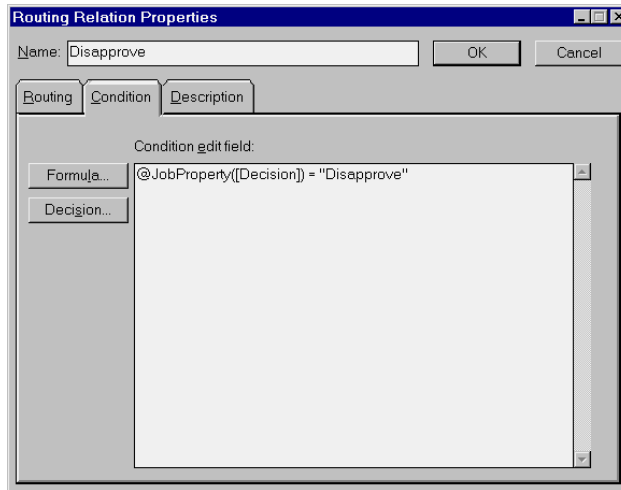 Routing Relation Properties
Name: Disapprove OK Cancel
Routing Condition Description
Condition edit field:
Formula... @JobProperty([Decision]) = "Disapprove"
Decision...